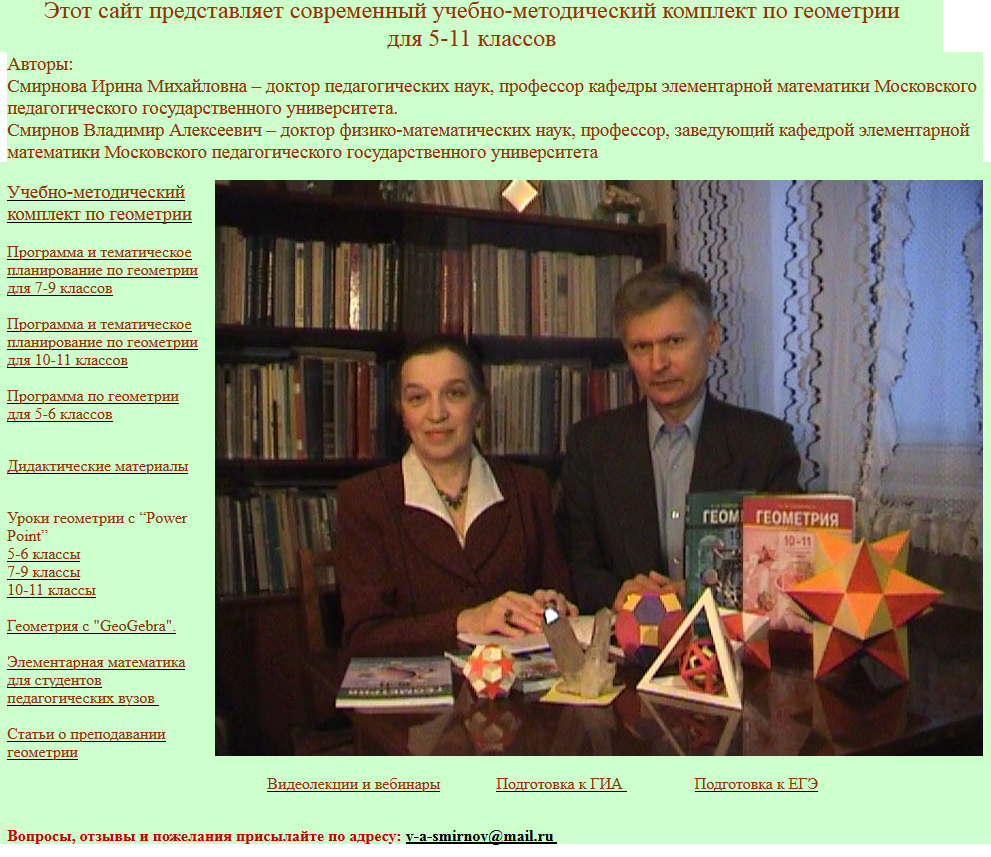 Этот сайт представляет современный учебно-методический комплект по геометрии
для 5-11 классов
Авторы:
Смирнова Ирина Михайловна – доктор педагогических наук, профессор кафедры элементарной математики Московского
педагогического государственного университета.
Смирнов Владимир Алексеевич – доктор физико-математических наук, профессор, заведующий кафедрой элементарной
математики Московского педагогического государственного университета
Учебно-методический
комплект по геометрии
Программа и тематическое
планирование по геометрии
для 7-9 классов
Программа и тематическое
планирование по геометрии
для 10-11 классов
Программа по геометрии
для 5-6 классов
Дидактические материалы
Уроки геометрии с “Power
Point”
5-6 классы
7-9 классы
10-11 классы
Геометрия с "GeoGebra".
Элементарная математика
для студентов
педагогических вузов
Статьи о преподавании
геометрии
ГЕОМ
10
ГЕОМЕТРИЯ
10-11
ГЕОМЕТРИЯ
Видеолекции и вебинары Подготовка к ГИА Подготовка к ЕГЭ
Вопросы, отзывы и пожелания присылайте по адресу: v-a-smirnov@mail.ru